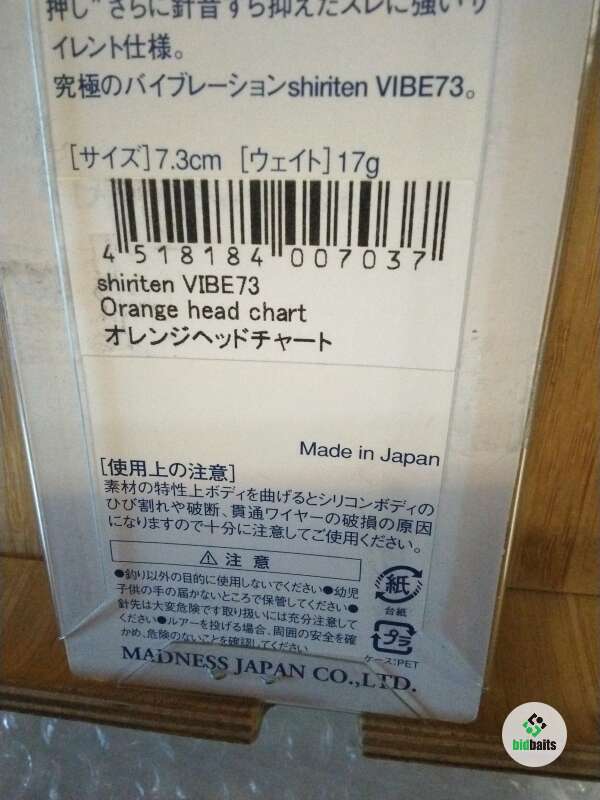 押し"さらに針音すら抑えたスレに強いサ
イレント仕様。
究極のバイブレーションshiriten VIBE73。
[サイズ]7.3cm [ウェイト]17g
4 518184 007037
shiriten VIBE73
Orange head chart
オレンジヘッドチャート
Made in Japan
[使用上の注意]
素材の特性上ボディを曲げるとシリコンボディの
ひび割れや破断、貫通ワイヤーの破損の原因
になりますので十分に注意してご使用ください。
⚠ 注 意
●釣り以外の目的に使用しないでください●幼児
子供の手の届かないところで保管してください●
針先は大変危険です取り扱いには充分注意して
ください●ルアーを投げる場合、周囲の安全を確
かめ、危険のないことを確認してください
紙
台紙
プラ
ケース:PET
MADNESS JAPAN CO.,LTD.
bidbaits